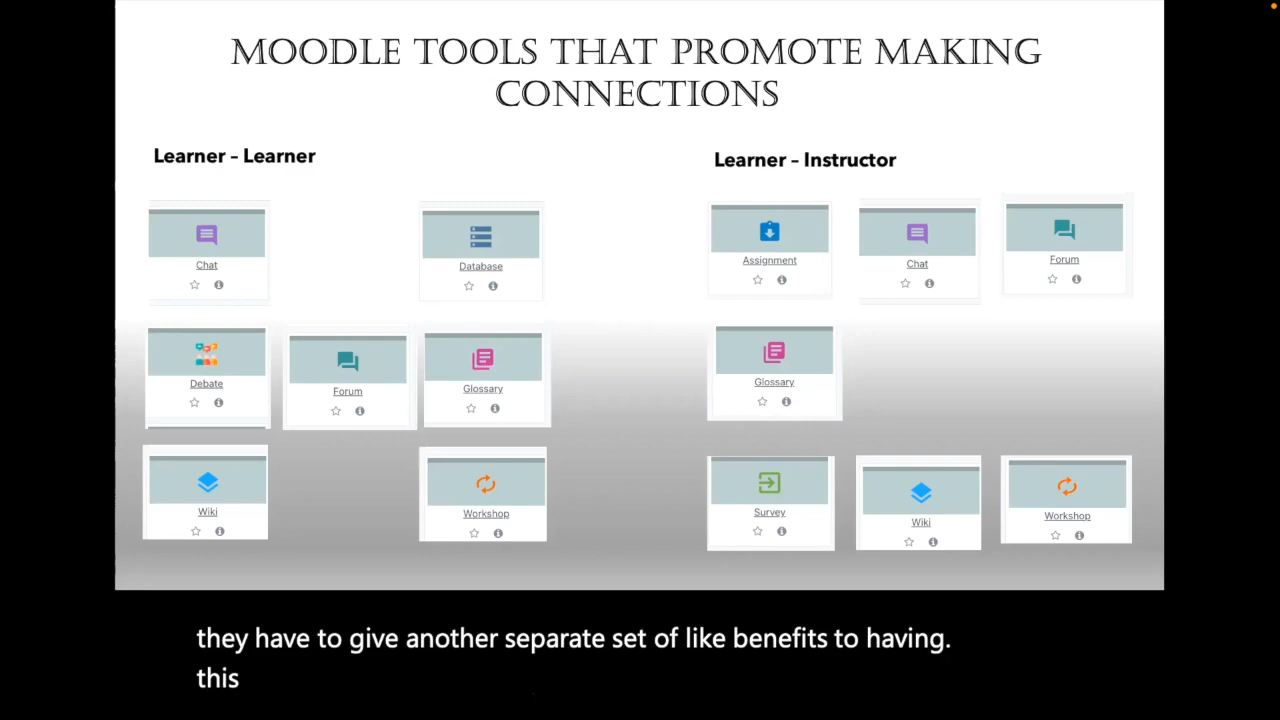 MOODLE TOOLS THAT PROMOTE MAKING
CONNECTIONS
Learner – Learner
Chat
Database
Debate
Forum
Glossary
Wiki
Workshop
Learner – Instructor
Assignment
Chat
Forum
Glossary
Survey
Wiki
Workshop
they have to give another separate set of like benefits to having.
this